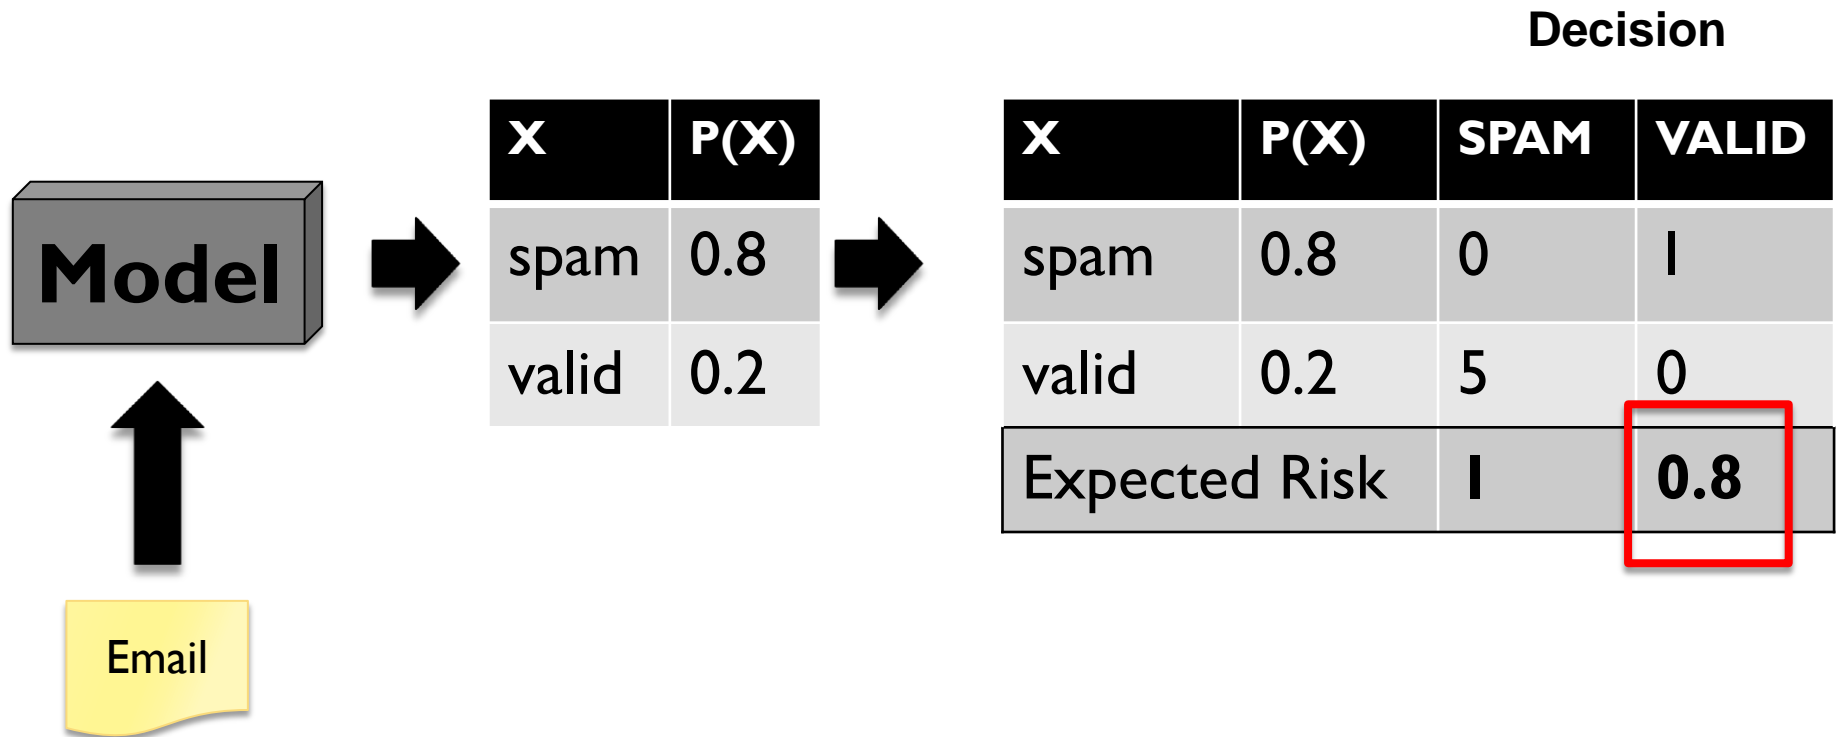 Decision
X P(X)
spam 0.8
valid 0.2
X P(X) SPAM VALID
spam 0.8 0 1
valid 0.2 5 0
Expected Risk 1 0.8
Model
Email